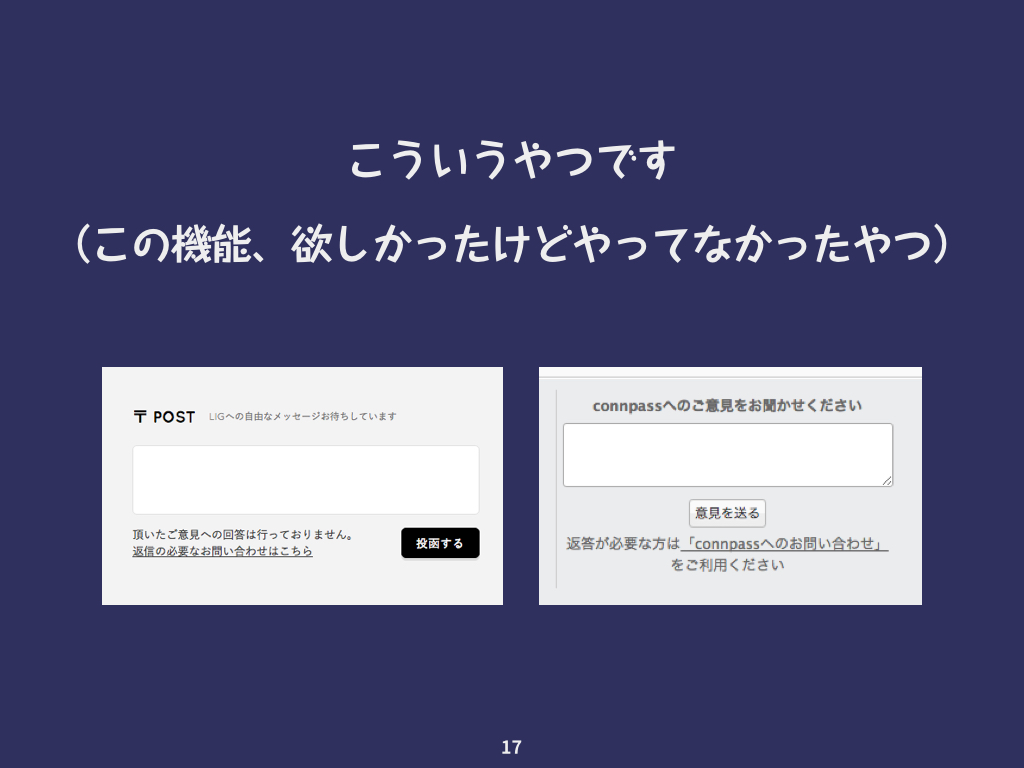 こういうやつです
（この機能、欲しかったけどやってなかったやつ）
〒 POST LIGへの自由なメッセージお待ちしています
頂いたご意見への回答は行っておりません。
返信の必要なお問い合わせはこちら
投函する
connpassへのご意見をお聞かせください
意見を送る
返答が必要な方は「connpassへのお問い合わせ」
をご利用ください
17